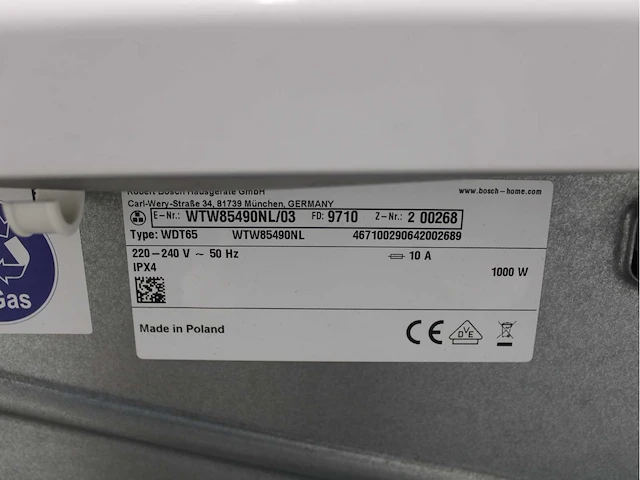 Robert Bosch Hausgeräte GmbH
www.bosch-home.com
Carl-Wery-Straße 34, 81739 München, GERMANY
E-Nr.: WTW85490NL/03 FD: 9710 Z-Nr.: 2 00268
Type: WDT65 WTW85490NL 467100290642002689
220-240 V ~ 50 Hz 10 A
IPX4 1000 W
Made in Poland
CE DVE
Gas